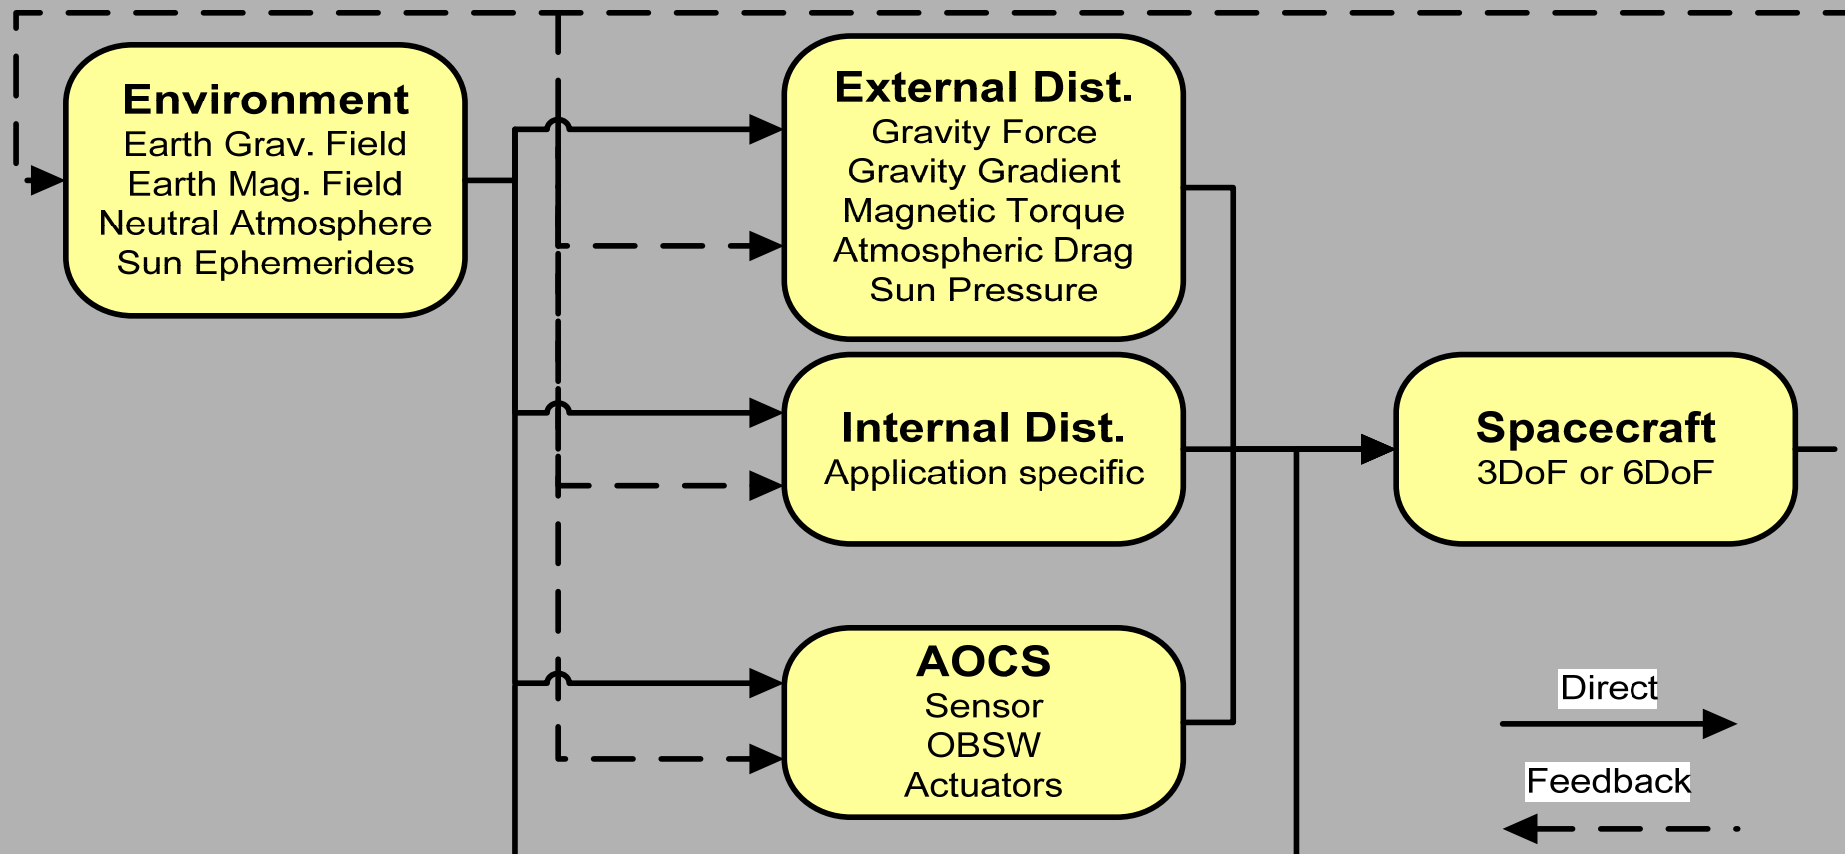 Environment
Earth Grav. Field
Earth Mag. Field
Neutral Atmosphere
Sun Ephemerides
External Dist.
Gravity Force
Gravity Gradient
Magnetic Torque
Atmospheric Drag
Sun Pressure
Internal Dist.
Application specific
AOCS
Sensor
OBSW
Actuators
Spacecraft
3DoF or 6DoF
Direct
Feedback